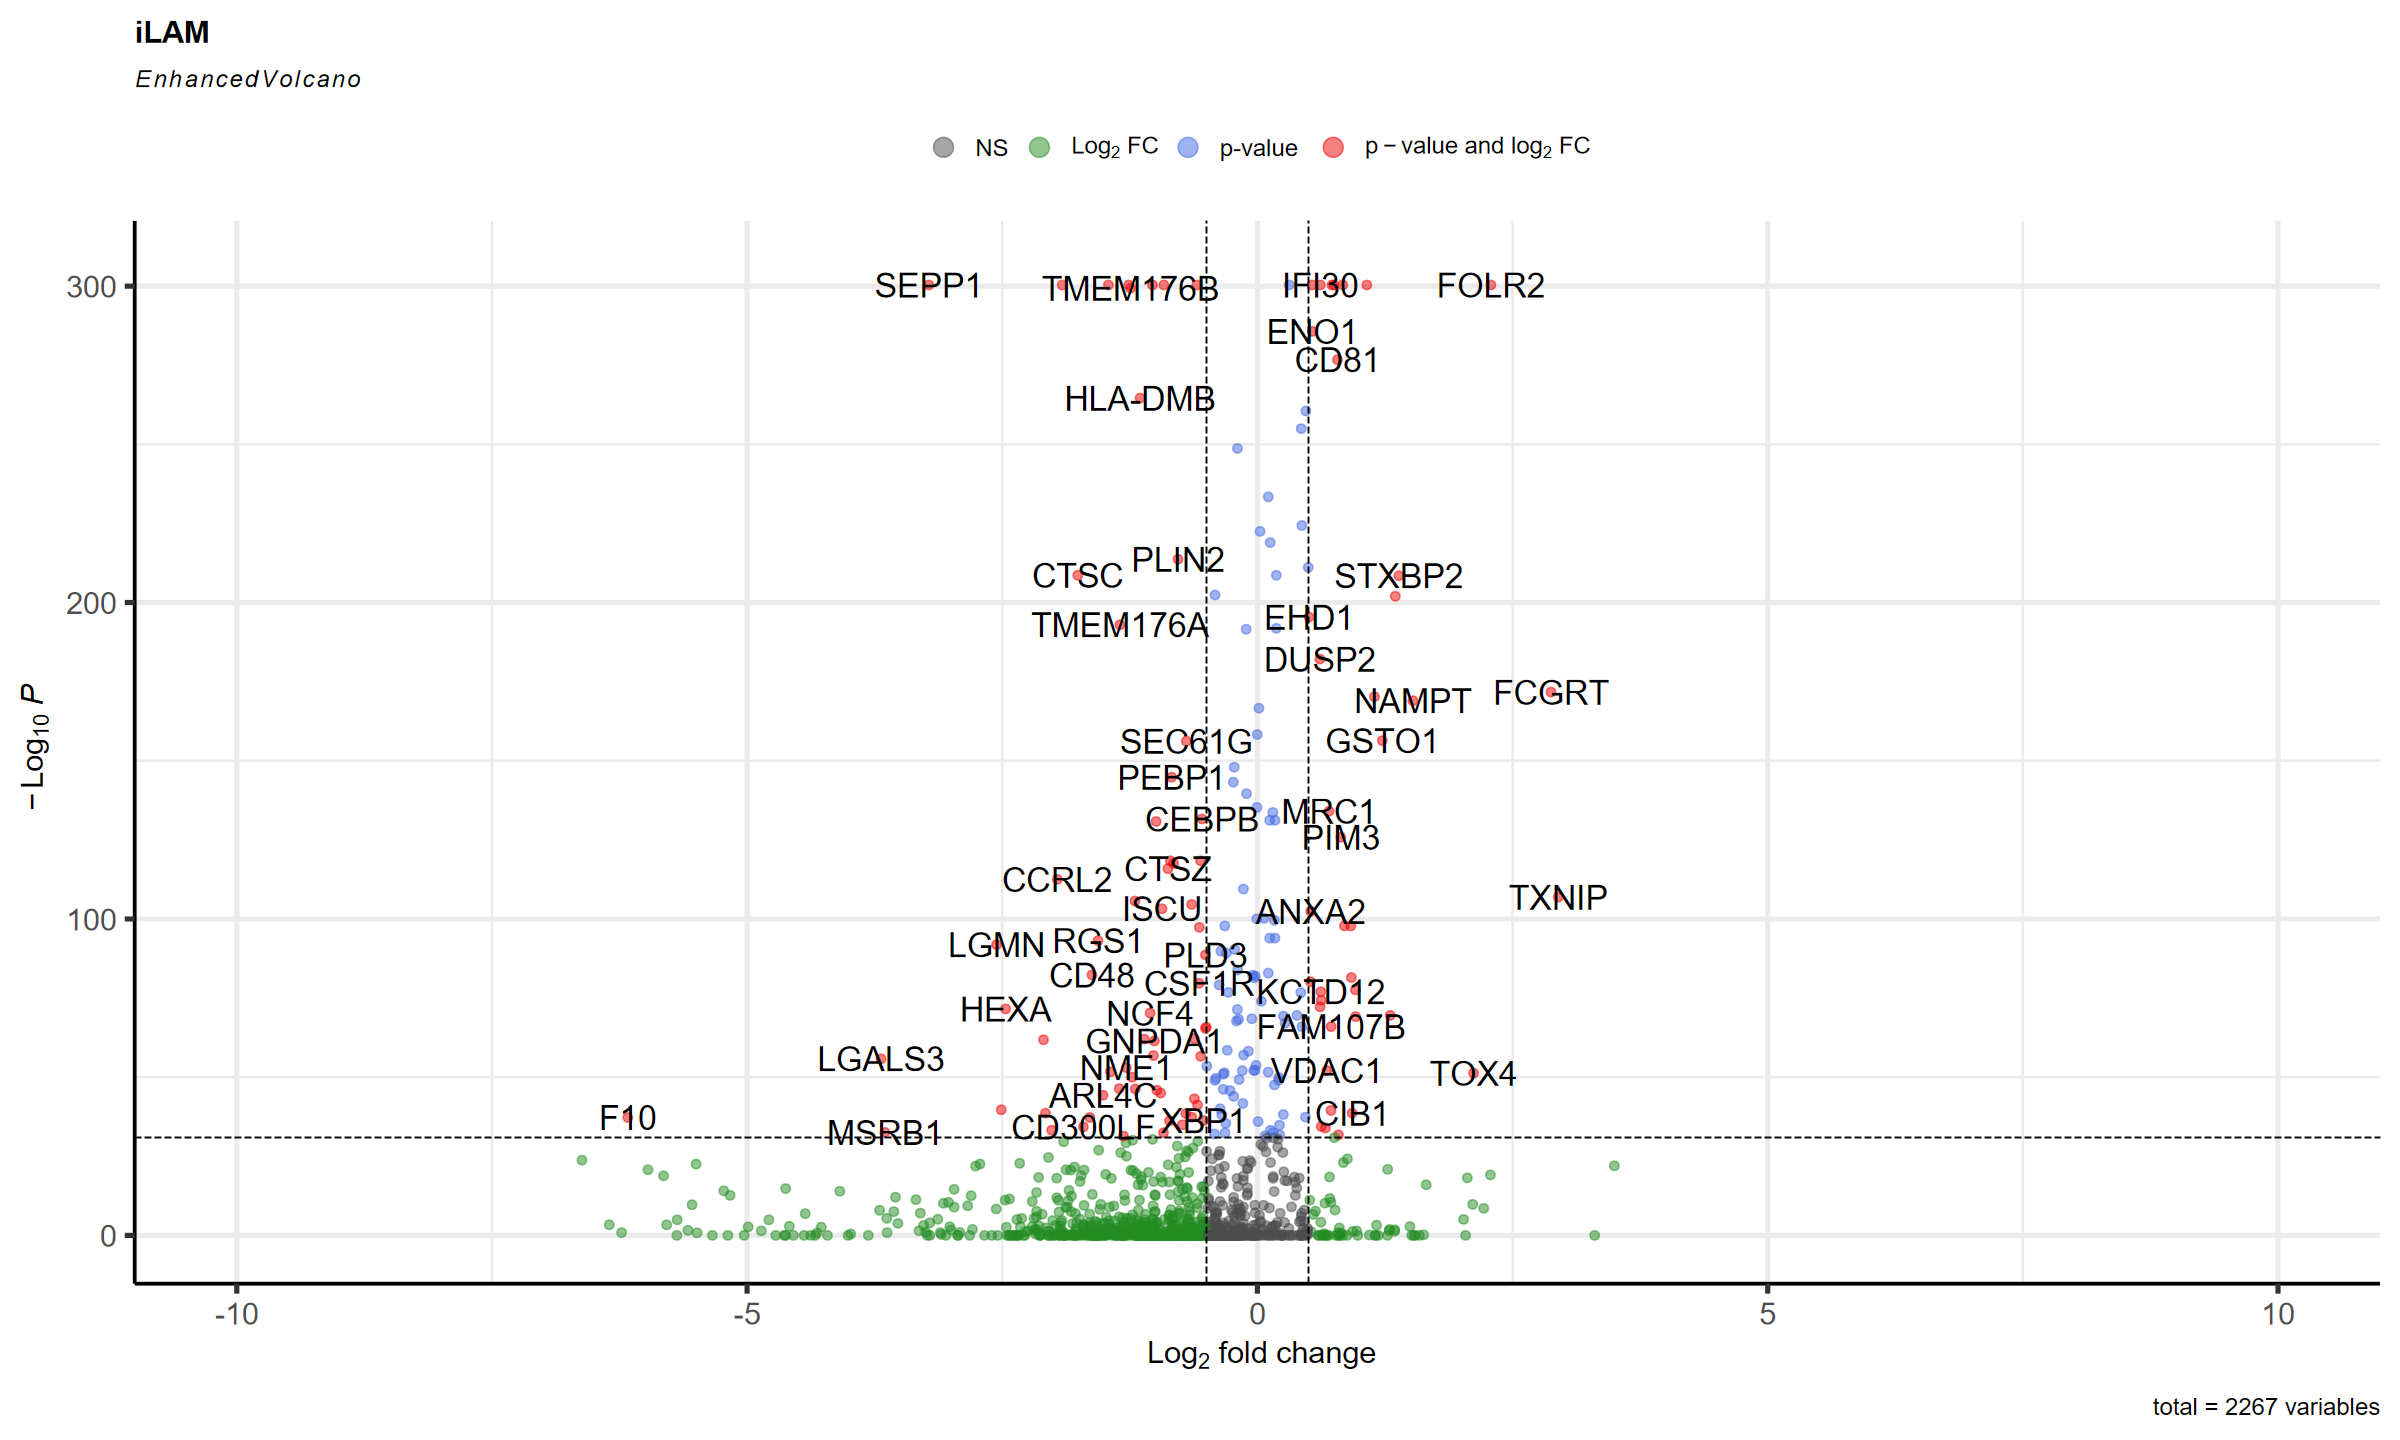 iLAM
EnhancedVolcano
NS Log₂ FC p-value p − value and log₂ FC
300
SEPP1 TMEM176B IFI30 FOLR2
ENO1
CD81
HLA-DMB
PLIN2
CTSC STXBP2
200
EHD1
TMEM176A
DUSP2
FCGRT
NAMPT
SEC61G GSTO1
PEBP1
MRC1
CEBPB
PIM3
CTSZ
CCRL2
TXNIP
ISCU ANXA2
100
LGMN RGS1
PLD3
CD48 CSF1R KCTD12
HEXA NCF4
FAM107B
GNPDA1
LGALS3
NME1 VDAC1 TOX4
ARL4C
F10 CIB1
MSRB1 CD300LF XBP1
0
−Log₁₀ P
-10 -5 0 5 10
Log₂ fold change
total = 2267 variables